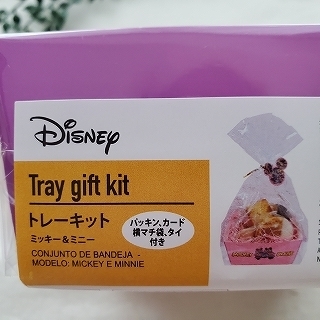 Disney
Tray gift kit
トレーキット
ミッキー＆ミニー
CONJUNTO DE BANDEJA -
MODELO: MICKEY E MINNIE
パッキン、カード
横マチ袋、タイ
付き